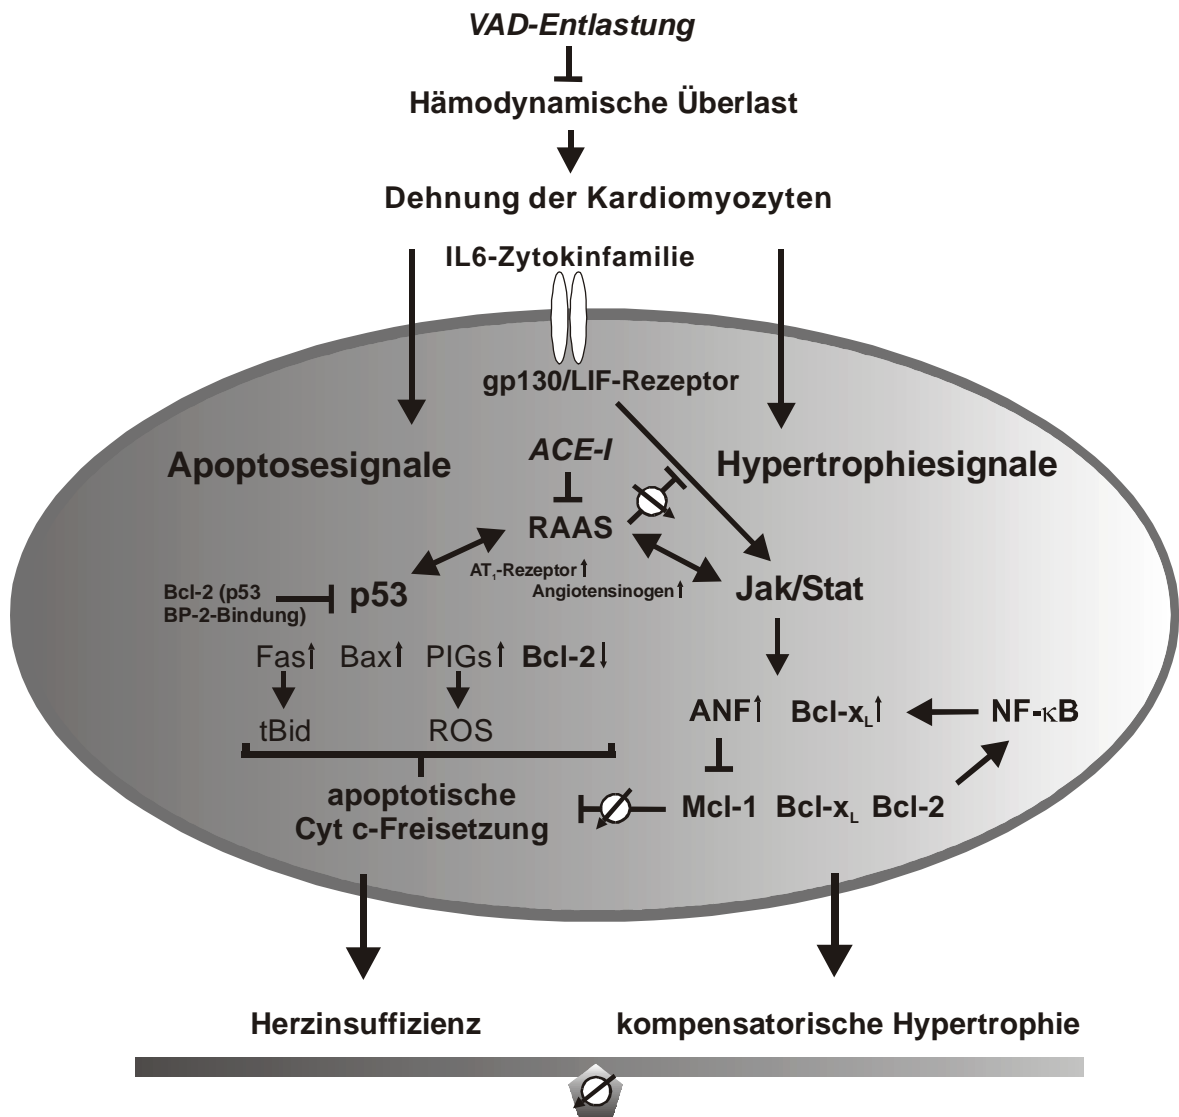 VAD-Entlastung
Hämodynamische Überlast
Dehnung der Kardiomyozyten
IL6-Zytokinfamilie
gp130/LIF-Rezeptor
ACE-I
Apoptosesignale
Hypertrophiesignale
RAAS
AT₁-Rezeptor↑
Angiotensinogen↑
Bcl-2 (p53
BP-2-Bindung)
p53
Jak/Stat
Fas↑ Bax↑ PIGs↑ Bcl-2↓
tBid ROS
ANF↑ Bcl-x_L↑ NF-κB
apoptotische
Cyt c-Freisetzung
Mcl-1 Bcl-x_L Bcl-2
Herzinsuffizienz
kompensatorische Hypertrophie